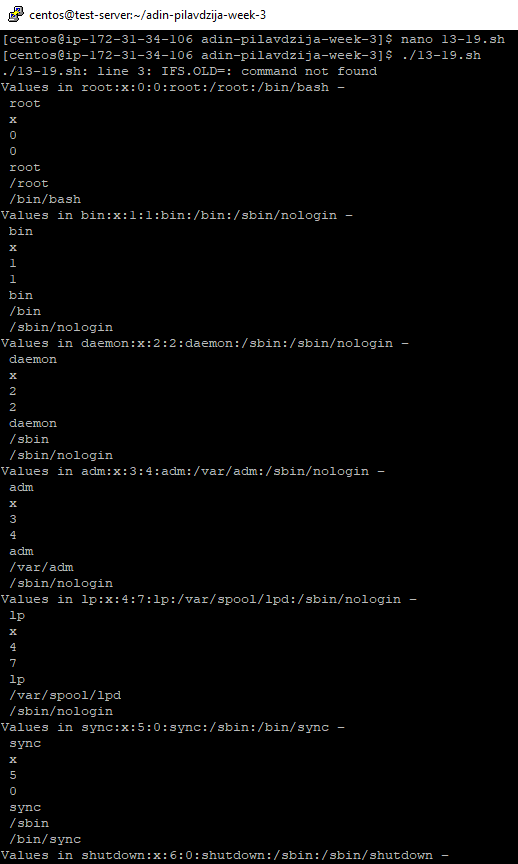 centos@test-server:~/adin-pilavdzija-week-3
[centos@ip-172-31-34-106 adin-pilavdzija-week-3]$ nano 13-19.sh
[centos@ip-172-31-34-106 adin-pilavdzija-week-3]$ ./13-19.sh
./13-19.sh: line 3: IFS.OLD=: command not found
Values in root:x:0:0:root:/root:/bin/bash –
root
x
0
0
root
/root
/bin/bash
Values in bin:x:1:1:bin:/bin:/sbin/nologin –
bin
x
1
1
bin
/bin
/sbin/nologin
Values in daemon:x:2:2:daemon:/sbin:/sbin/nologin –
daemon
x
2
2
daemon
/sbin
/sbin/nologin
Values in adm:x:3:4:adm:/var/adm:/sbin/nologin –
adm
x
3
4
adm
/var/adm
/sbin/nologin
Values in lp:x:4:7:lp:/var/spool/lpd:/sbin/nologin –
lp
x
4
7
lp
/var/spool/lpd
/sbin/nologin
Values in sync:x:5:0:sync:/sbin:/bin/sync –
sync
x
5
0
sync
/sbin
/bin/sync
Values in shutdown:x:6:0:shutdown:/sbin:/sbin/shutdown –